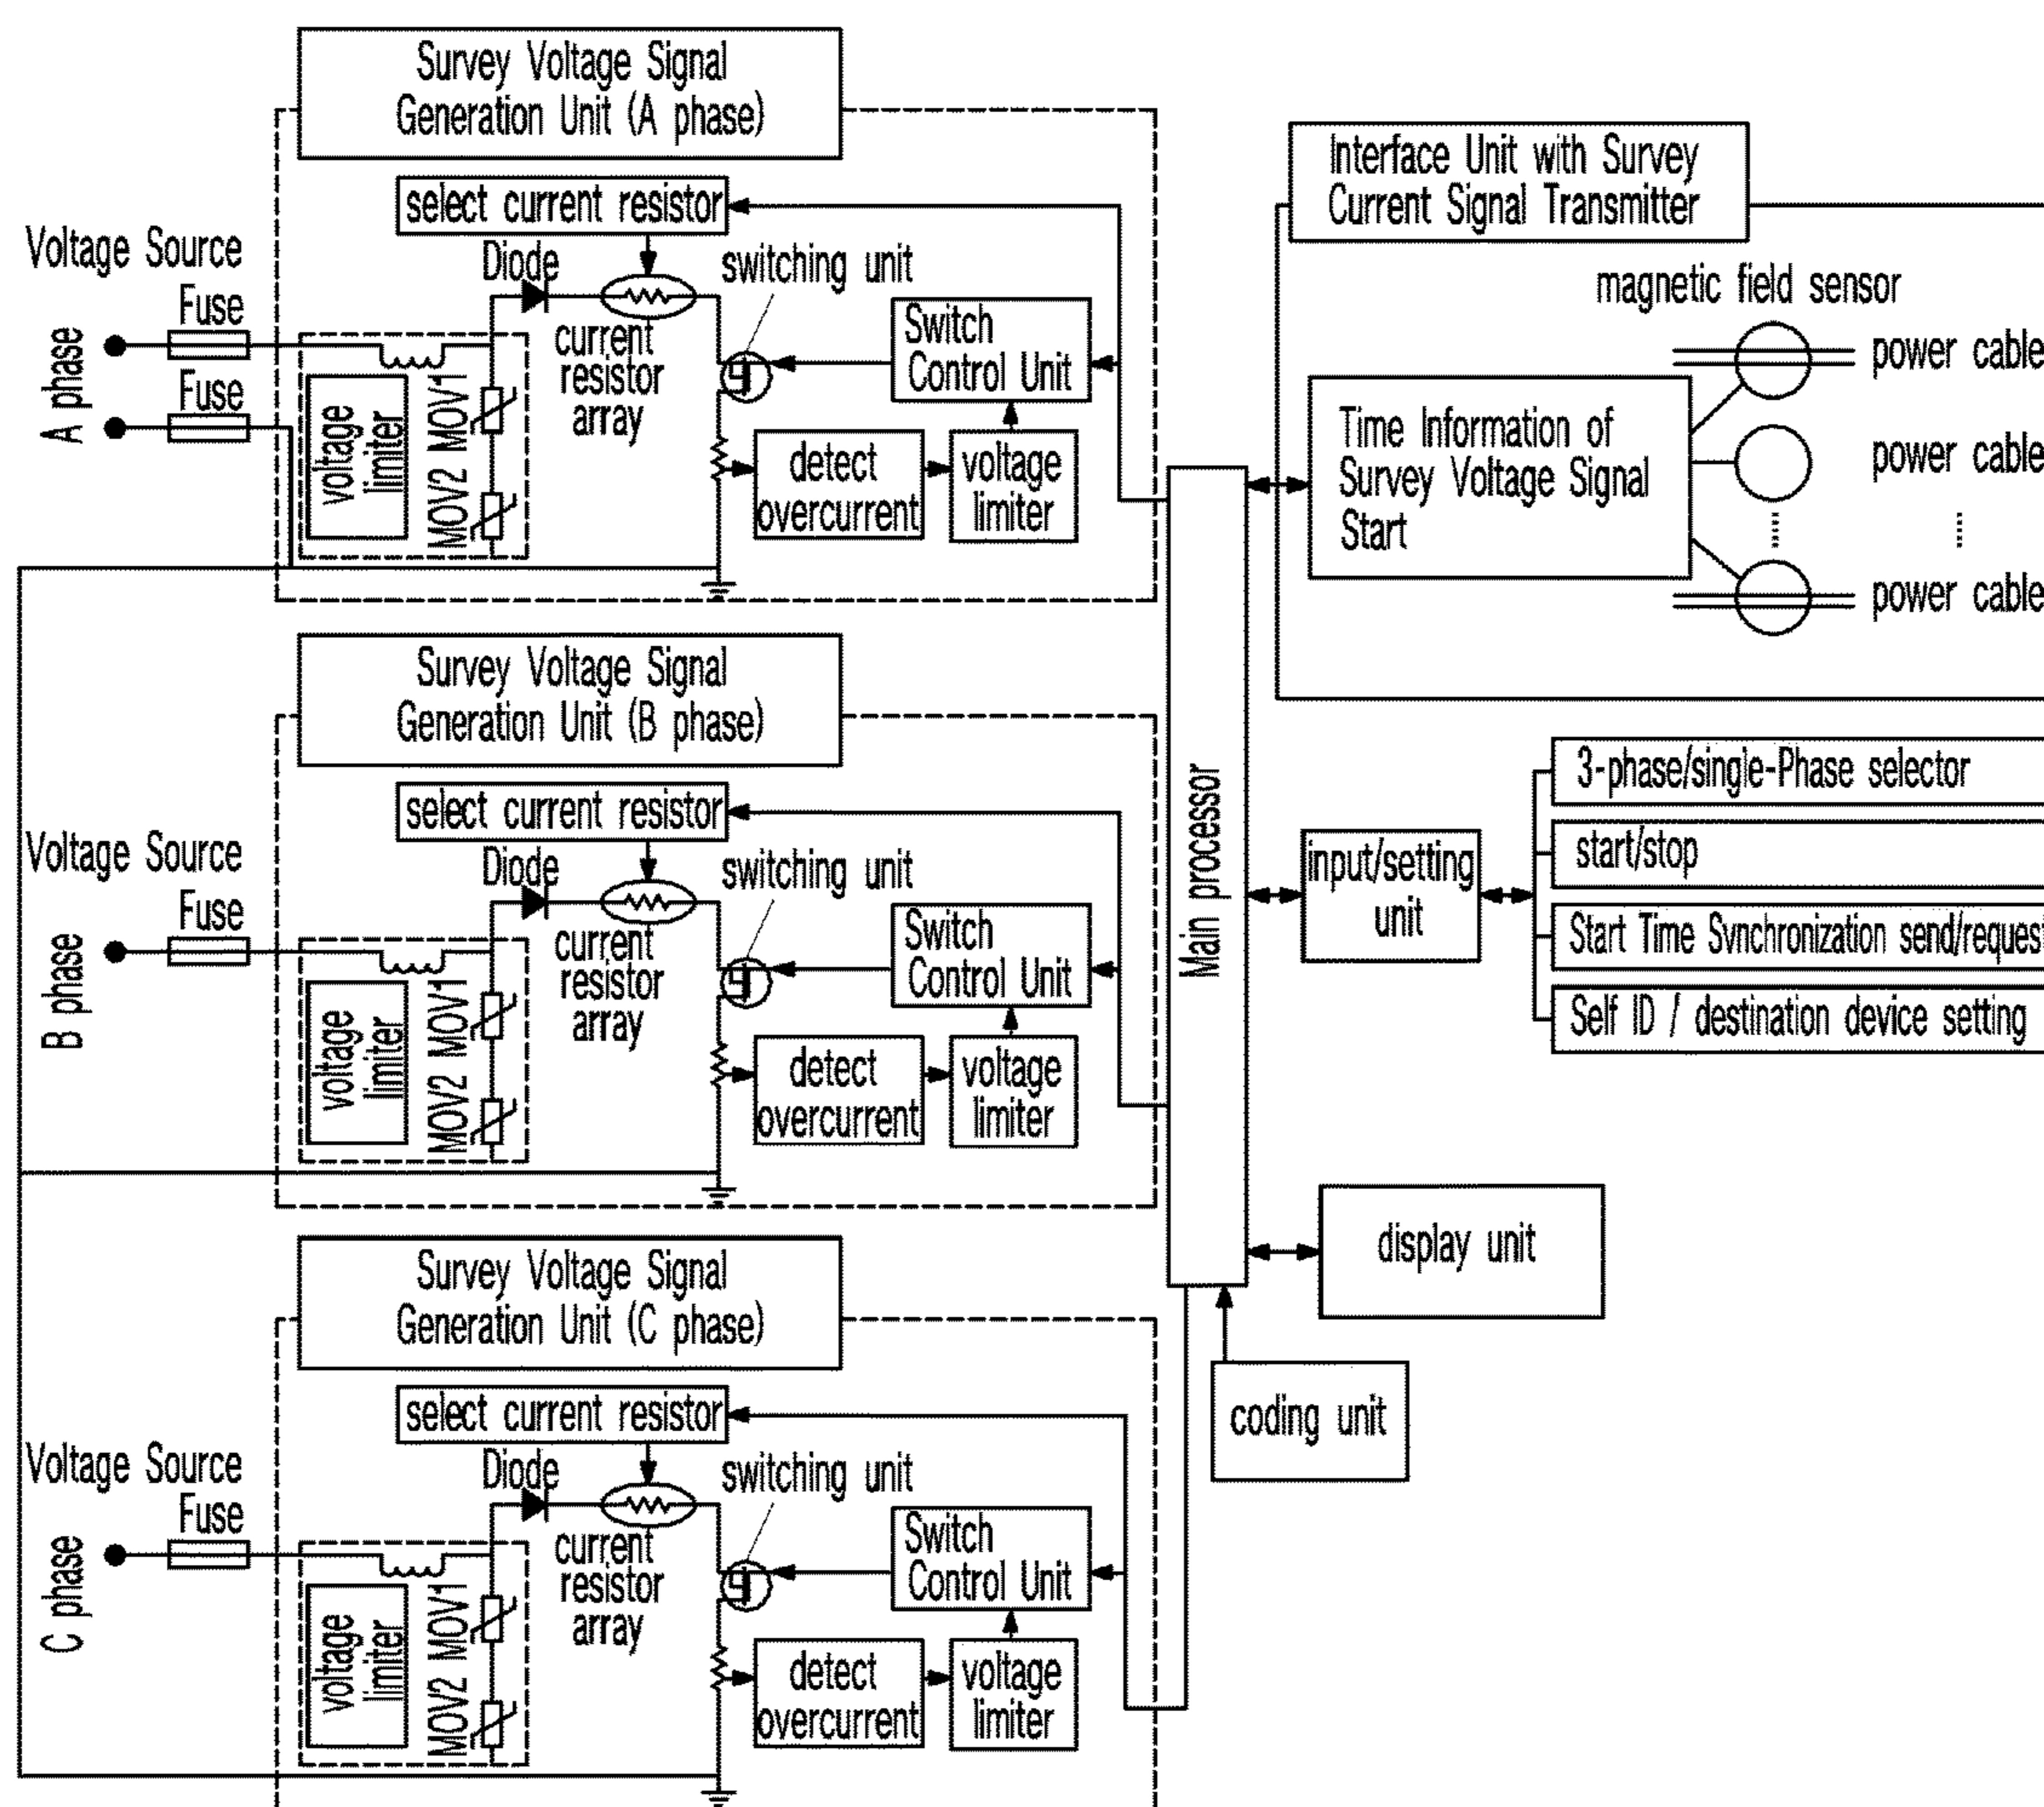 Survey Voltage Signal
Generation Unit (A phase)
select current resistor
Voltage Source
Diode
switching unit
Fuse
A phase
Fuse
current
resistor
array
Switch
Control Unit
voltage
limiter
MOV2 MOV1
detect
overcurrent
voltage
limiter
Survey Voltage Signal
Generation Unit (B phase)
select current resistor
Voltage Source
Diode
switching unit
Fuse
B phase
current
resistor
array
Switch
Control Unit
voltage
limiter
MOV2 MOV1
detect
overcurrent
voltage
limiter
Survey Voltage Signal
Generation Unit (C phase)
select current resistor
Voltage Source
Diode
switching unit
Fuse
C phase
current
resistor
array
Switch
Control Unit
voltage
limiter
MOV2 MOV1
detect
overcurrent
voltage
limiter
Main processor
Interface Unit with Survey
Current Signal Transmitter
magnetic field sensor
power cable
Time Information of
Survey Voltage Signal
Start
power cable
power cable
input/setting
unit
3-phase/single-Phase selector
start/stop
Start Time Synchronization send/request
Self ID / destination device setting
display unit
coding unit